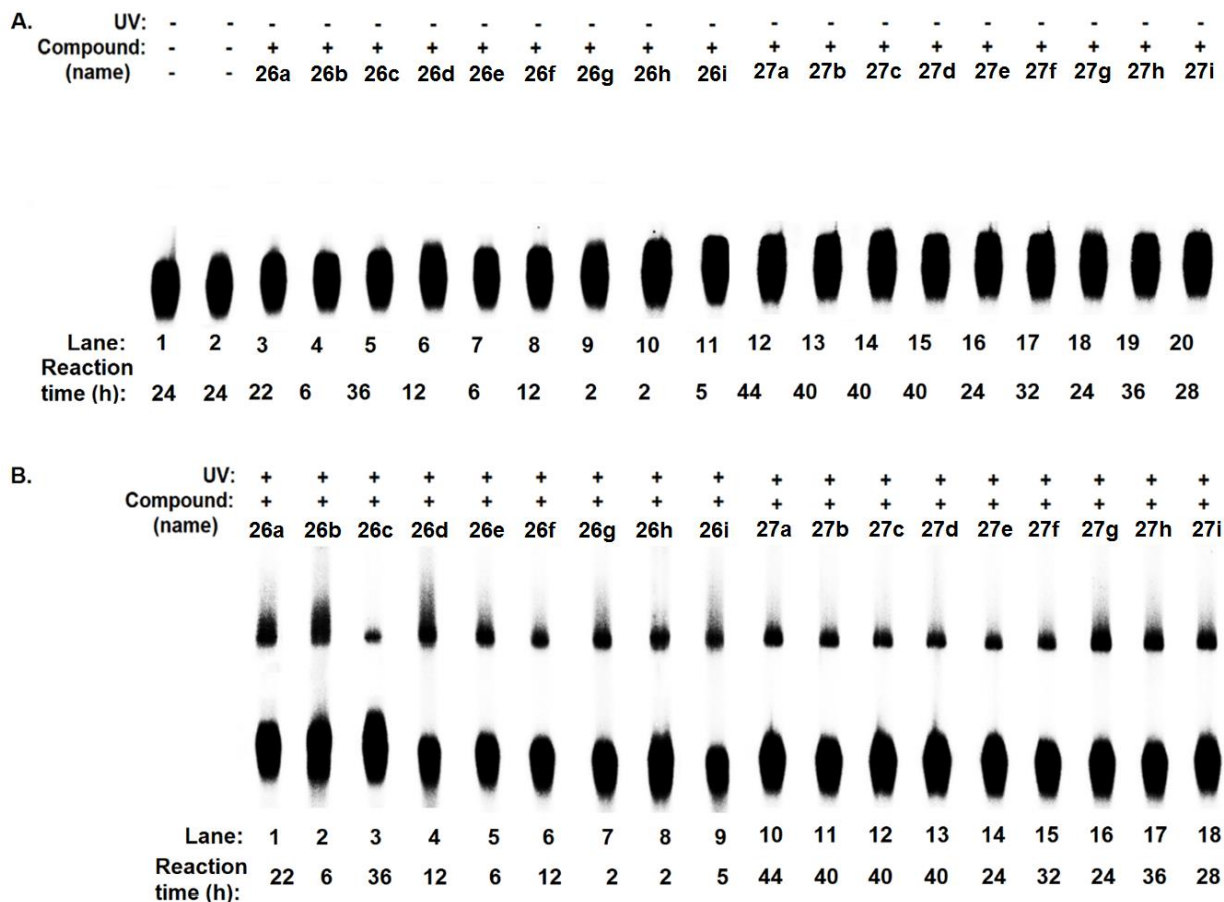 A.
UV: - - - - - - - - - - - - - - - - - - - -
Compound: - - + + + + + + + + + + + + + + + + + +
(name) - - 26a 26b 26c 26d 26e 26f 26g 26h 26i 27a 27b 27c 27d 27e 27f 27g 27h 27i
Lane: 1 2 3 4 5 6 7 8 9 10 11 12 13 14 15 16 17 18 19 20
Reaction
time (h): 24 24 22 6 36 12 6 12 2 2 5 44 40 40 40 24 32 24 36 28
B.
UV: + + + + + + + + + + + + + + + + + +
Compound: + + + + + + + + + + + + + + + + + +
(name) 26a 26b 26c 26d 26e 26f 26g 26h 26i 27a 27b 27c 27d 27e 27f 27g 27h 27i
Lane: 1 2 3 4 5 6 7 8 9 10 11 12 13 14 15 16 17 18
Reaction
time (h): 22 6 36 12 6 12 2 2 5 44 40 40 40 24 32 24 36 28